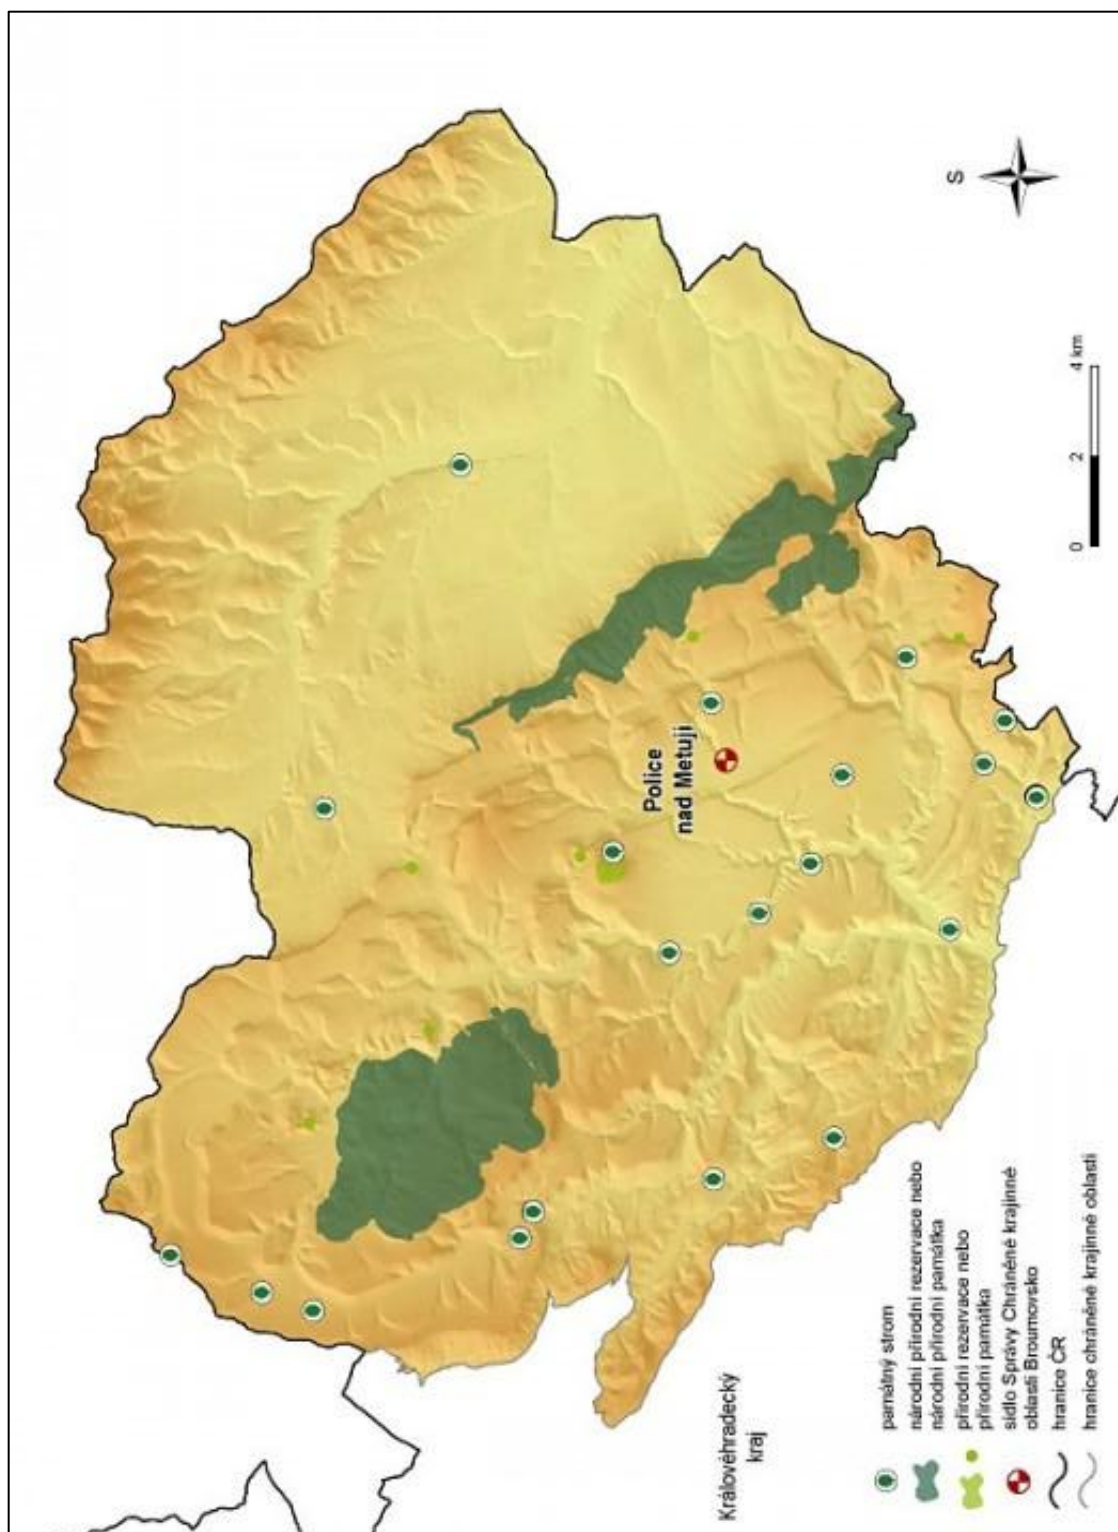 S
Police
nad Metují
0 2 4 km
Královéhradecký
kraj
památný strom
národní přírodní rezervace nebo
národní přírodní památka
přírodní rezervace nebo
přírodní památka
sídlo Správy Chráněné krajinné
oblasti Broumovsko
hranice ČR
hranice chráněné krajinné oblasti